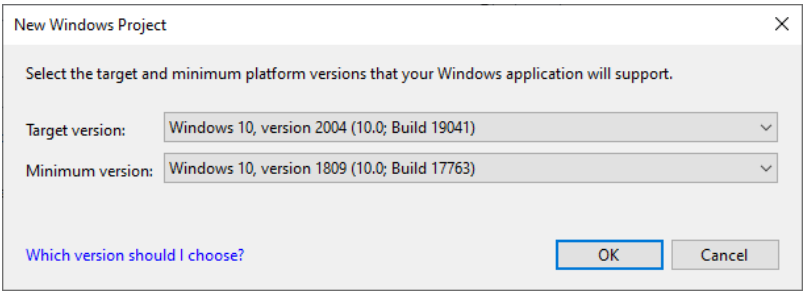 New Windows Project
Select the target and minimum platform versions that your Windows application will support.
Target version: Windows 10, version 2004 (10.0; Build 19041)
Minimum version: Windows 10, version 1809 (10.0; Build 17763)
Which version should I choose? OK Cancel